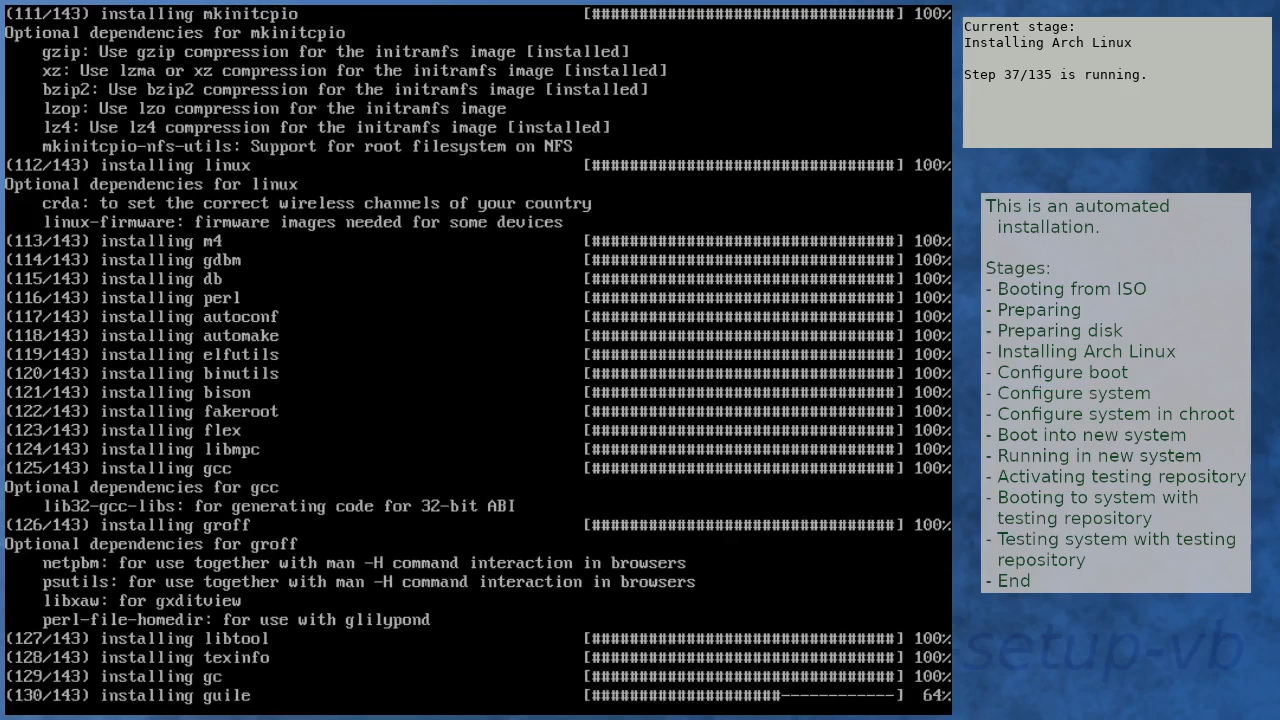 (111/143) installing mkinitcpio [################################] 100%
Optional dependencies for mkinitcpio
gzip: Use gzip compression for the initramfs image [installed]
xz: Use lzma or xz compression for the initramfs image [installed]
bzip2: Use bzip2 compression for the initramfs image [installed]
lzop: Use lzo compression for the initramfs image
lz4: Use lz4 compression for the initramfs image [installed]
mkinitcpio-nfs-utils: Support for root filesystem on NFS
(112/143) installing linux [################################] 100%
Optional dependencies for linux
crda: to set the correct wireless channels of your country
linux-firmware: firmware images needed for some devices
(113/143) installing m4 [################################] 100%
(114/143) installing gdbm [################################] 100%
(115/143) installing db [################################] 100%
(116/143) installing perl [################################] 100%
(117/143) installing autoconf [################################] 100%
(118/143) installing automake [################################] 100%
(119/143) installing elfutils [################################] 100%
(120/143) installing binutils [################################] 100%
(121/143) installing bison [################################] 100%
(122/143) installing fakeroot [################################] 100%
(123/143) installing flex [################################] 100%
(124/143) installing libmpc [################################] 100%
(125/143) installing gcc [################################] 100%
Optional dependencies for gcc
lib32-gcc-libs: for generating code for 32-bit ABI
(126/143) installing groff [################################] 100%
Optional dependencies for groff
netpbm: for use together with man -H command interaction in browsers
psutils: for use together with man -H command interaction in browsers
libxaw: for gxditview
perl-file-homedir: for use with glilypond
(127/143) installing libtool [################################] 100%
(128/143) installing texinfo [################################] 100%
(129/143) installing gc [################################] 100%
(130/143) installing guile [####################------------] 64%
Current stage:
Installing Arch Linux
Step 37/135 is running.
This is an automated
installation.
Stages:
- Booting from ISO
- Preparing
- Preparing disk
- Installing Arch Linux
- Configure boot
- Configure system
- Configure system in chroot
- Boot into new system
- Running in new system
- Activating testing repository
- Booting to system with
testing repository
- Testing system with testing
repository
- End
setup-vb